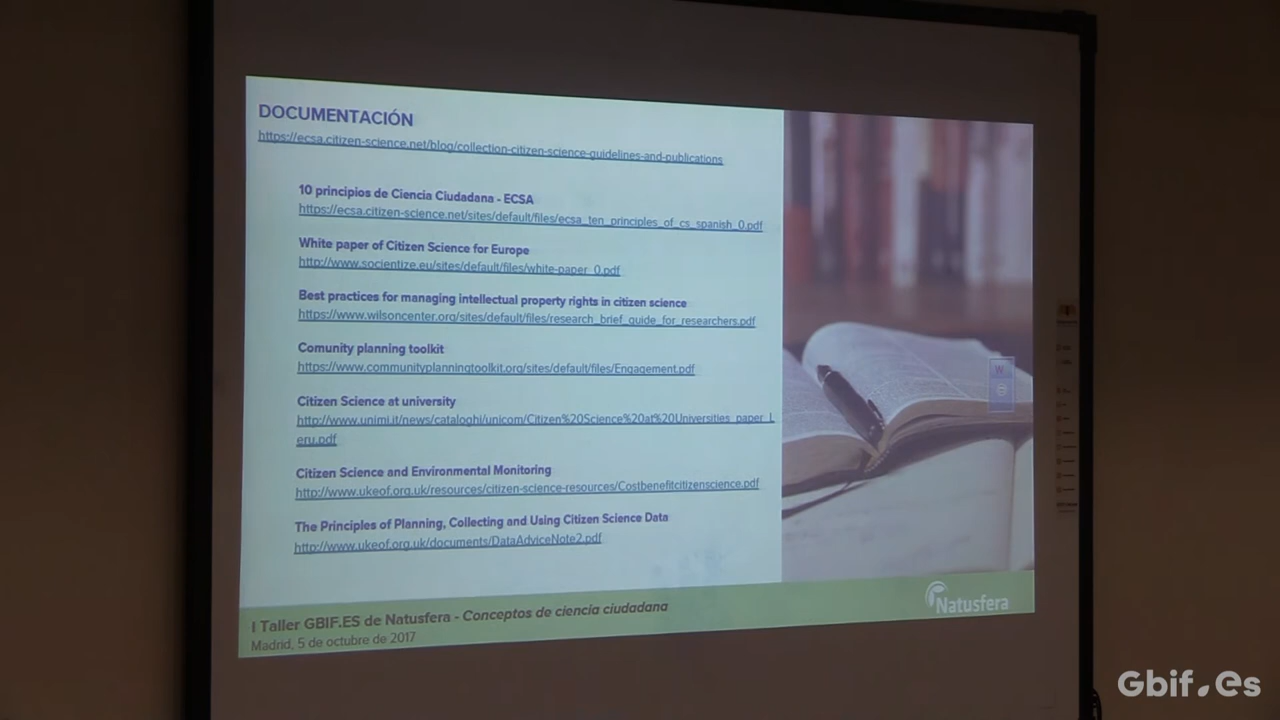 DOCUMENTACIÓN
https://ecsa.citizen-science.net/blog/collection-citizen-science-guidelines-and-publications
10 principios de Ciencia Ciudadana - ECSA
https://ecsa.citizen-science.net/sites/default/files/ecsa_ten_principles_of_cs_spanish_0.pdf
White paper of Citizen Science for Europe
http://www.socientize.eu/sites/default/files/white-paper_0.pdf
Best practices for managing intellectual property rights in citizen science
https://www.wilsoncenter.org/sites/default/files/research_brief_guide_for_researchers.pdf
Comunity planning toolkit
https://www.communityplanningtoolkit.org/sites/default/files/Engagement.pdf
Citizen Science at university
http://www.unimi.it/news/cataloghi/unicom/Citizen%20Science%20at%20Universities_paper_L
eru.pdf
Citizen Science and Environmental Monitoring
http://www.ukeof.org.uk/resources/citizen-science-resources/Costbenefitcitizenscience.pdf
The Principles of Planning, Collecting and Using Citizen Science Data
http://www.ukeof.org.uk/documents/DataAdviceNote2.pdf
W
I Taller GBIF.ES de Natusfera - Conceptos de ciencia ciudadana
Madrid, 5 de octubre de 2017
Natusfera
Gbif.es